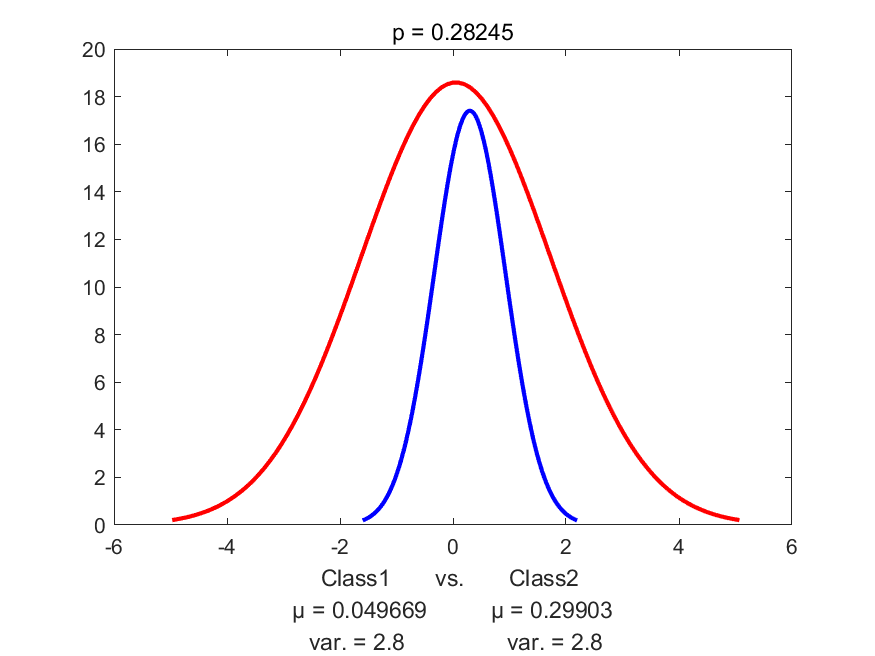 p = 0.28245
20
18
16
14
12
10
8
6
4
2
0
-6 -4 -2 0 2 4 6
Class1 vs. Class2
μ = 0.049669 μ = 0.29903
var. = 2.8 var. = 2.8